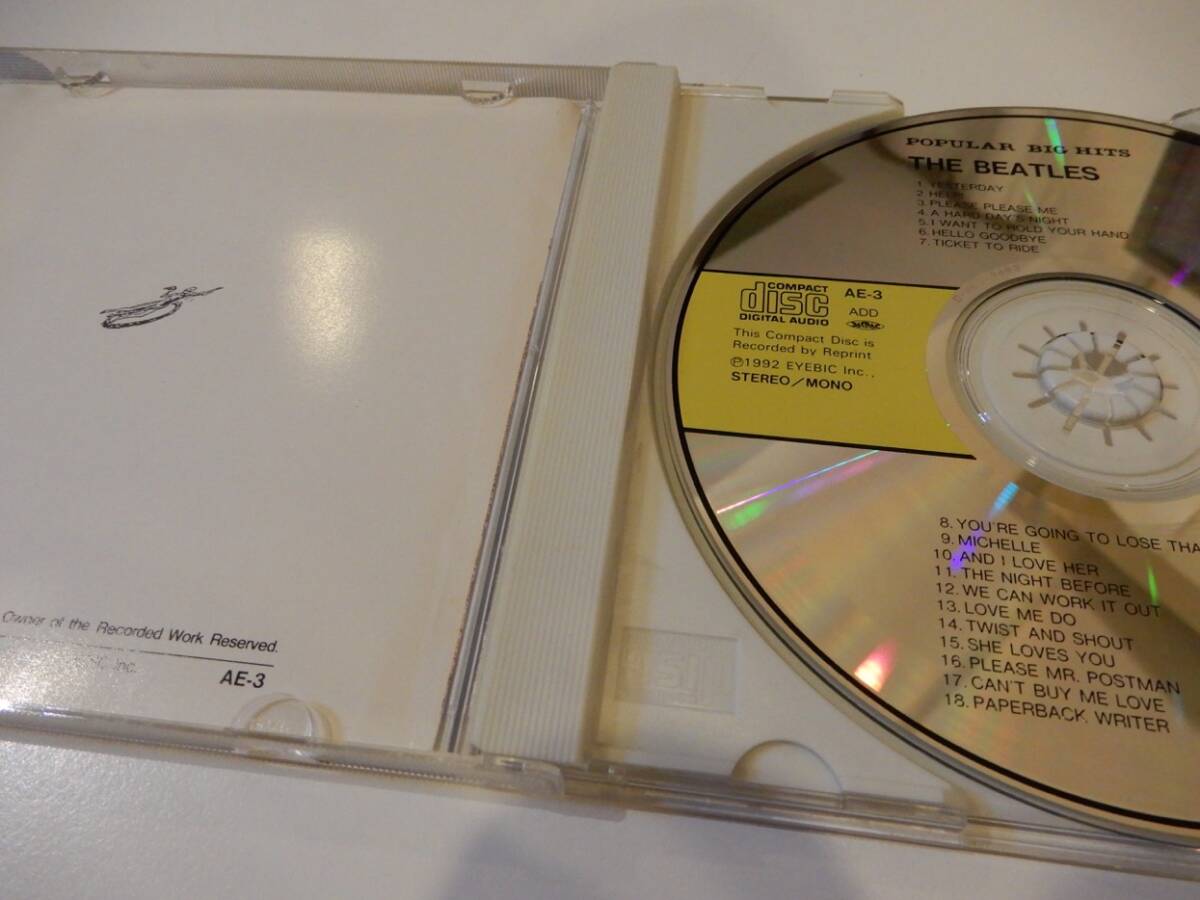 Owner of the Recorded Work Reserved.
Inc.
AE-3
POPULAR BIG HITS
THE BEATLES
1. YESTERDAY
2. HELP!
3. PLEASE PLEASE ME
4. A HARD DAY'S NIGHT
5. I WANT TO HOLD YOUR HAND
6. HELLO GOODBYE
7. TICKET TO RIDE
COMPACT
disc
DIGITAL AUDIO
AE-3
ADD
This Compact Disc is
Recorded by Reprint
℗1992 EYEBIC Inc.,
STEREO/MONO
8. YOU'RE GOING TO LOSE THA
9. MICHELLE
10. AND I LOVE HER
11. THE NIGHT BEFORE
12. WE CAN WORK IT OUT
13. LOVE ME DO
14. TWIST AND SHOUT
15. SHE LOVES YOU
16. PLEASE MR. POSTMAN
17. CAN'T BUY ME LOVE
18. PAPERBACK WRITER